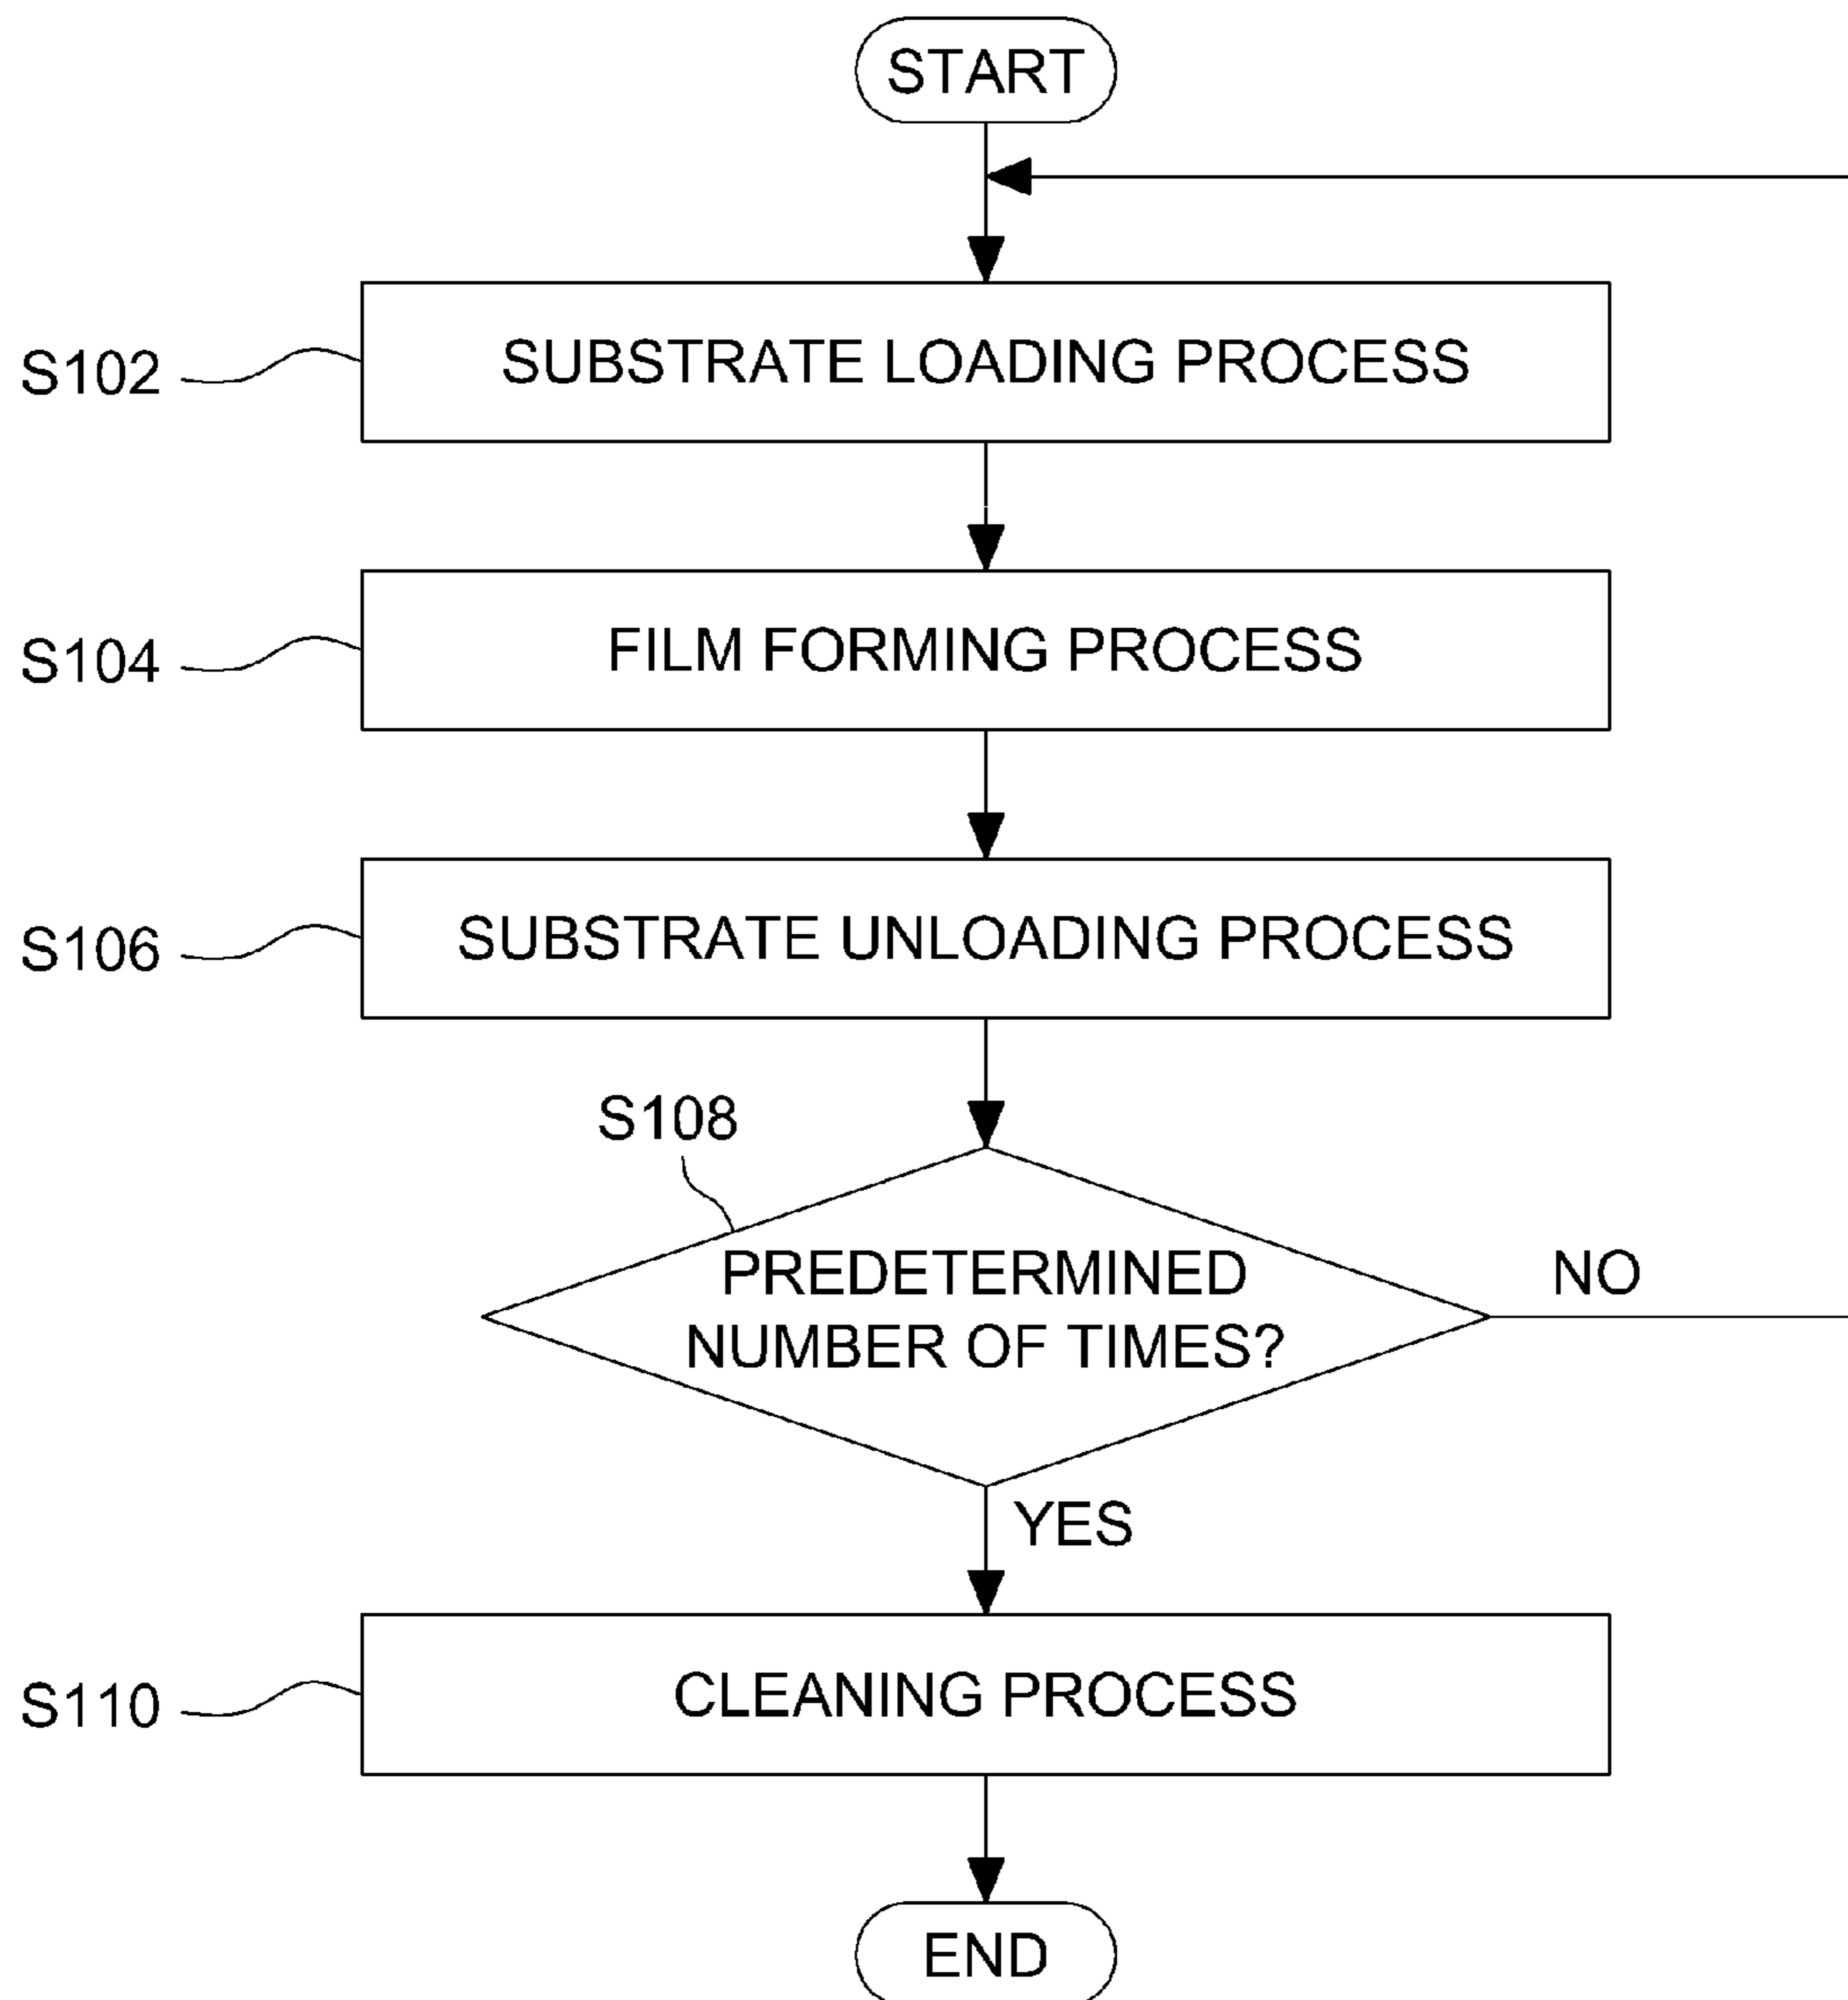 START
S102
SUBSTRATE LOADING PROCESS
S104
FILM FORMING PROCESS
S106
SUBSTRATE UNLOADING PROCESS
S108
PREDETERMINED
NUMBER OF TIMES?
NO
YES
S110
CLEANING PROCESS
END